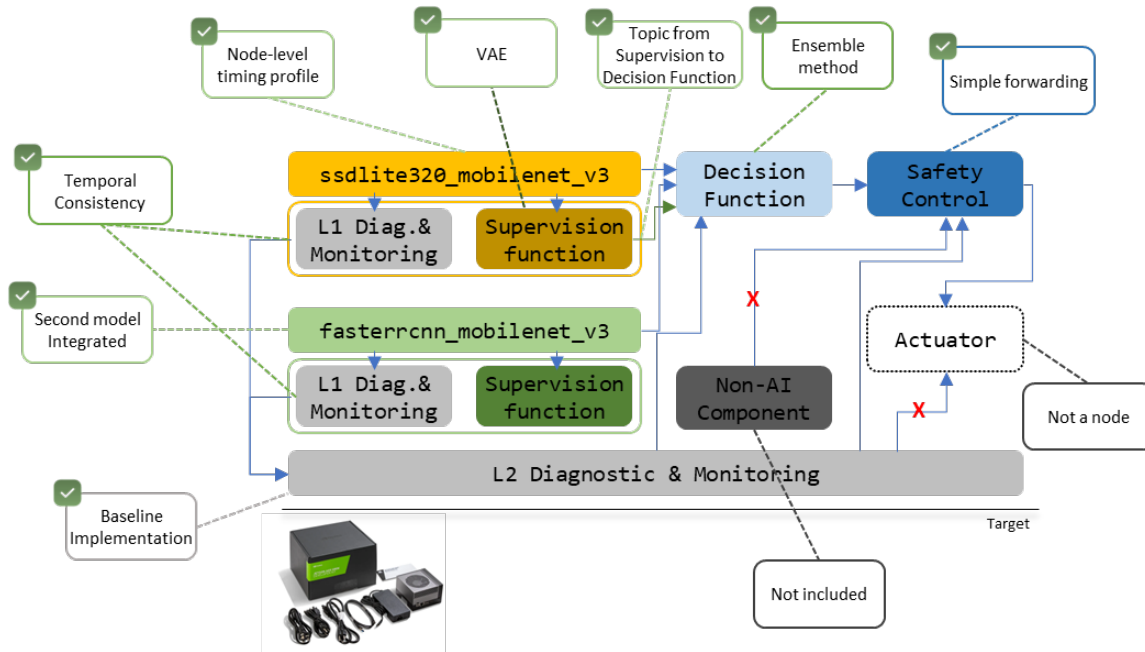 Node-level
timing profile
VAE
Topic from
Supervision to
Decision Function
Ensemble
method
Simple forwarding
Temporal
Consistency
ssdlite320_mobilenet_v3
Decision
Function
Safety
Control
L1 Diag.&
Monitoring
Supervision
function
X
Second model
Integrated
fasterrcnn_mobilenet_v3
Actuator
L1 Diag.&
Monitoring
Supervision
function
Non-AI
Component
X
Not a node
L2 Diagnostic & Monitoring
Baseline
Implementation
Target
Not included